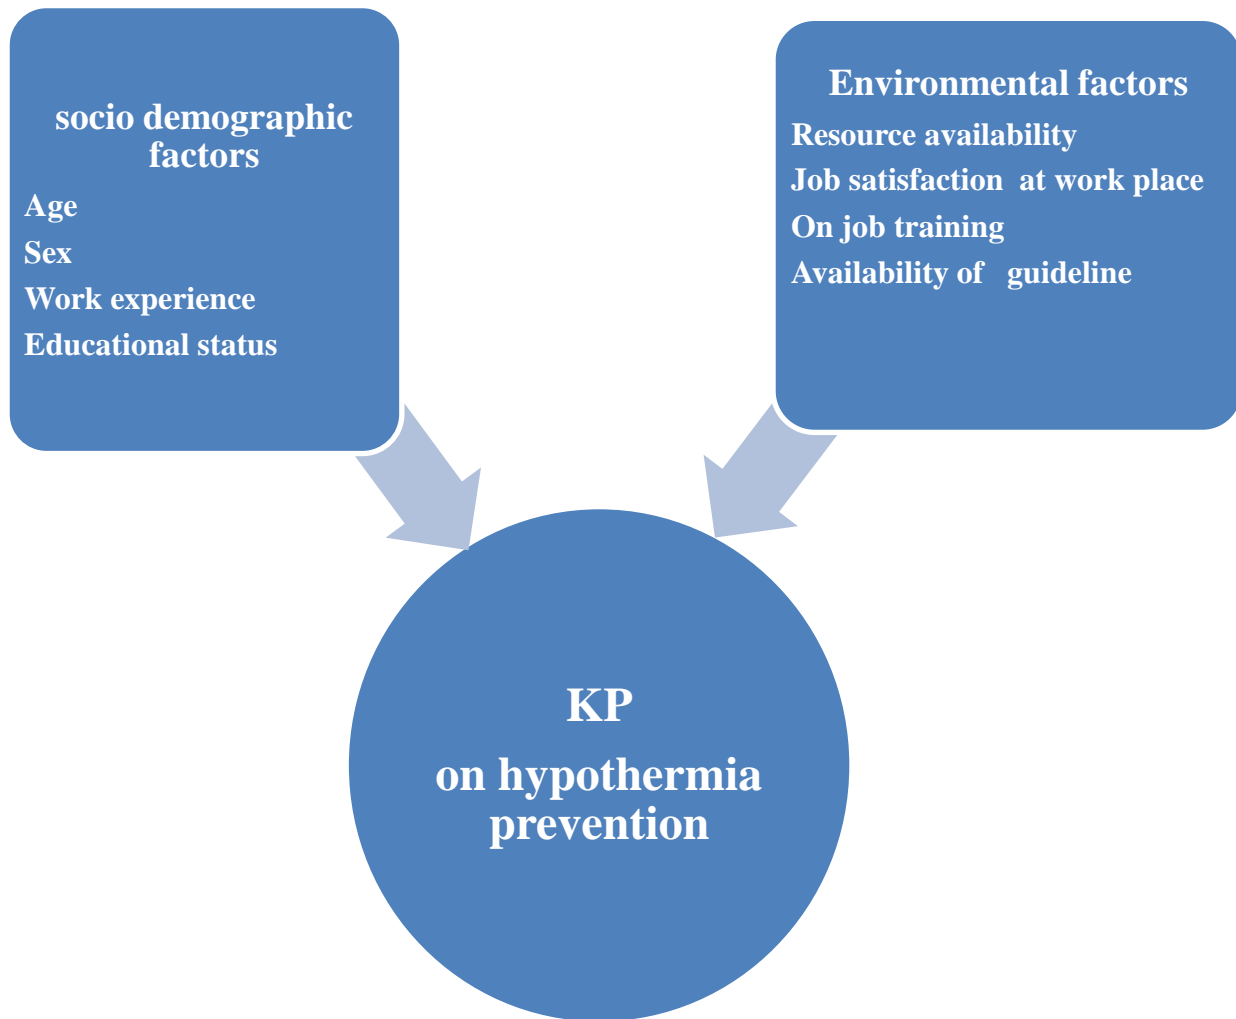 socio demographic
factors
Age
Sex
Work experience
Educational status
Environmental factors
Resource availability
Job satisfaction at work place
On job training
Availability of guideline
KP
on hypothermia
prevention